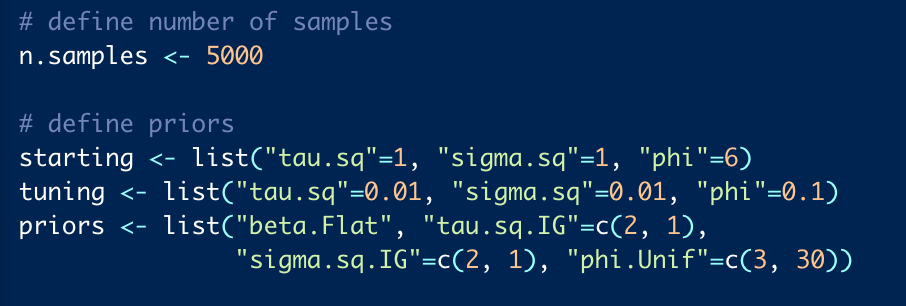 # define number of samples
n.samples <- 5000
# define priors
starting <- list("tau.sq"=1, "sigma.sq"=1, "phi"=6)
tuning <- list("tau.sq"=0.01, "sigma.sq"=0.01, "phi"=0.1)
priors <- list("beta.Flat", "tau.sq.IG"=c(2, 1),
"sigma.sq.IG"=c(2, 1), "phi.Unif"=c(3, 30))